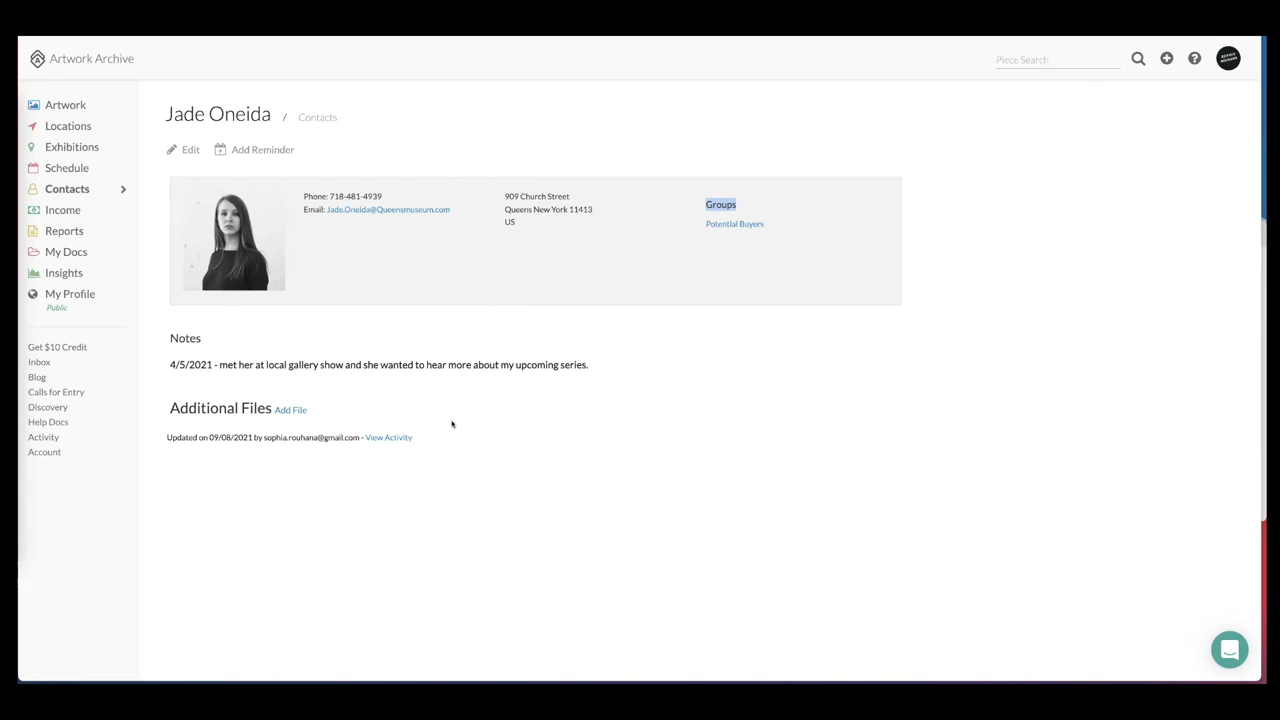 Artwork Archive
Piece Search
Artwork
Locations
Exhibitions
Schedule
Contacts
Income
Reports
My Docs
Insights
My Profile
Public
Get $10 Credit
Inbox
Blog
Calls for Entry
Discovery
Help Docs
Activity
Account
Jade Oneida / Contacts
Edit Add Reminder
Phone: 718-481-4939
Email: Jade.Oneida@Queensmuseum.com
909 Church Street
Queens New York 11413
US
Groups
Potential Buyers
Notes
4/5/2021 - met her at local gallery show and she wanted to hear more about my upcoming series.
Additional Files Add File
Updated on 09/08/2021 by sophia.rouhana@gmail.com - View Activity